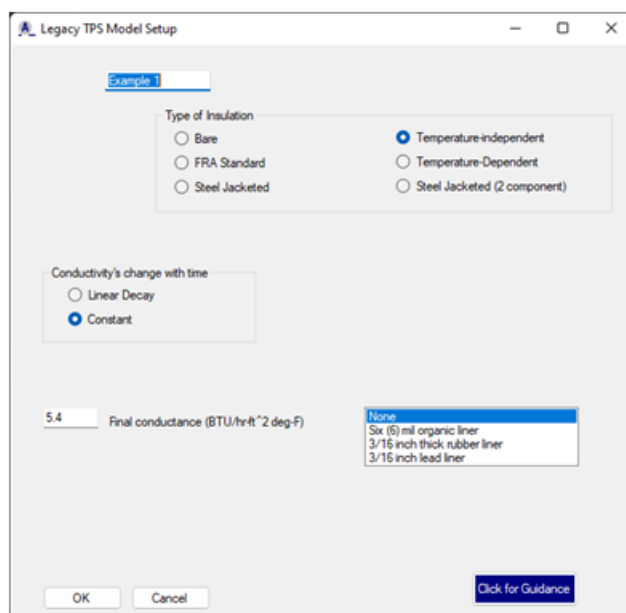 Legacy TPS Model Setup
Example 1
Type of Insulation
Bare
Temperature-independent
FRA Standard
Temperature-Dependent
Steel Jacketed
Steel Jacketed (2 component)
Conductivity's change with time
Linear Decay
Constant
5.4
Final conductance (BTU/hr-ft^2 deg-F)
None
Six (6) mil organic liner
3/16 inch thick rubber liner
3/16 inch lead liner
OK
Cancel
Click for Guidance